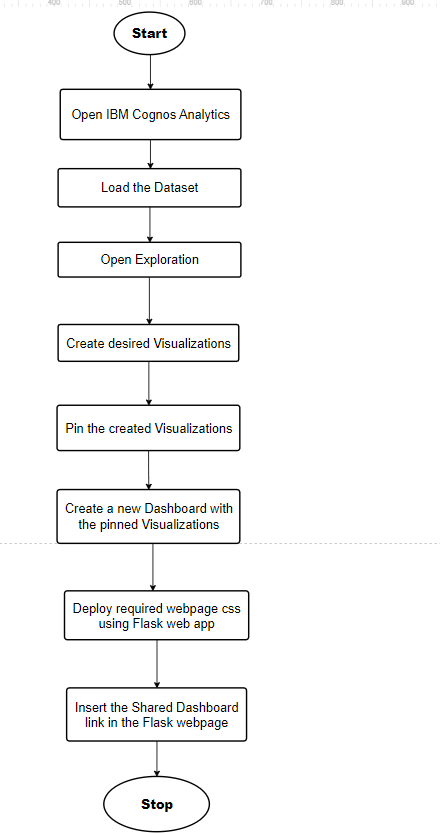 400 500 600 700 800 900
Start
Open IBM Cognos Analytics
Load the Dataset
Open Exploration
Create desired Visualizations
Pin the created Visualizations
Create a new Dashboard with
the pinned Visualizations
Deploy required webpage css
using Flask web app
Insert the Shared Dashboard
link in the Flask webpage
Stop